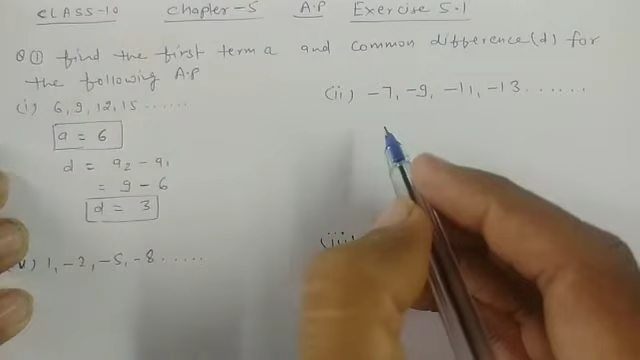 CLASS-10 Chapter-5 A.P Exercise 5.1
Q① find the first term a and common difference(d) for
the following A.P
(i) 6, 9, 12, 15 ......
a = 6
d = a2 - a1
= 9 - 6
d = 3
(ii) -7, -9, -11, -13 ......
(iii)
1, -2, -5, -8 .....